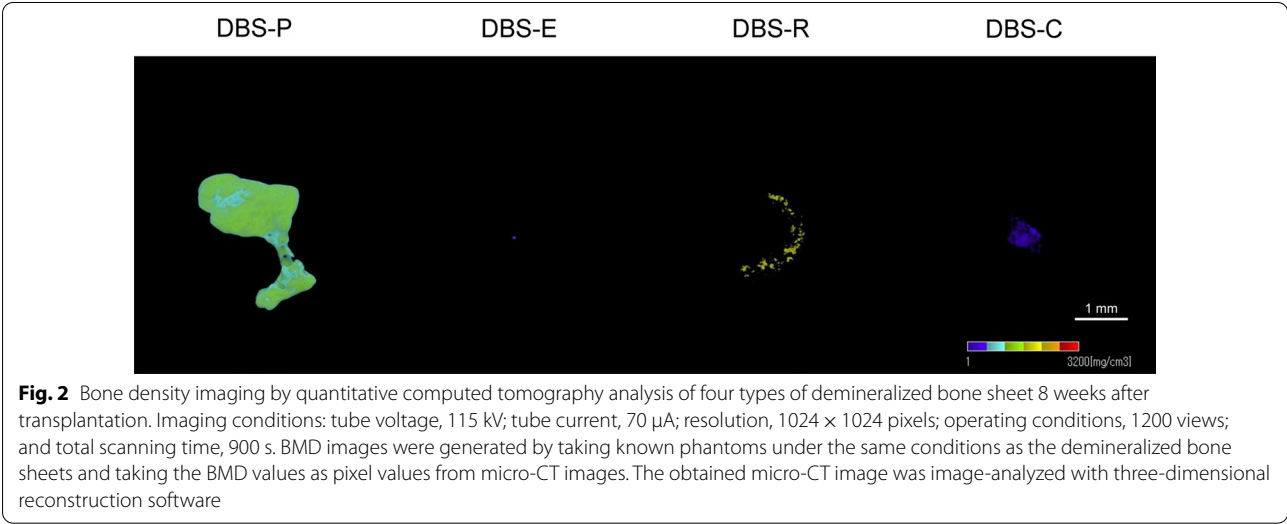 DBS-P DBS-E DBS-R DBS-C
1 mm
1 3200[mg/cm3]
Fig. 2 Bone density imaging by quantitative computed tomography analysis of four types of demineralized bone sheet 8 weeks after
transplantation. Imaging conditions: tube voltage, 115 kV; tube current, 70 μA; resolution, 1024 × 1024 pixels; operating conditions, 1200 views;
and total scanning time, 900 s. BMD images were generated by taking known phantoms under the same conditions as the demineralized bone
sheets and taking the BMD values as pixel values from micro-CT images. The obtained micro-CT image was image-analyzed with three-dimensional
reconstruction software